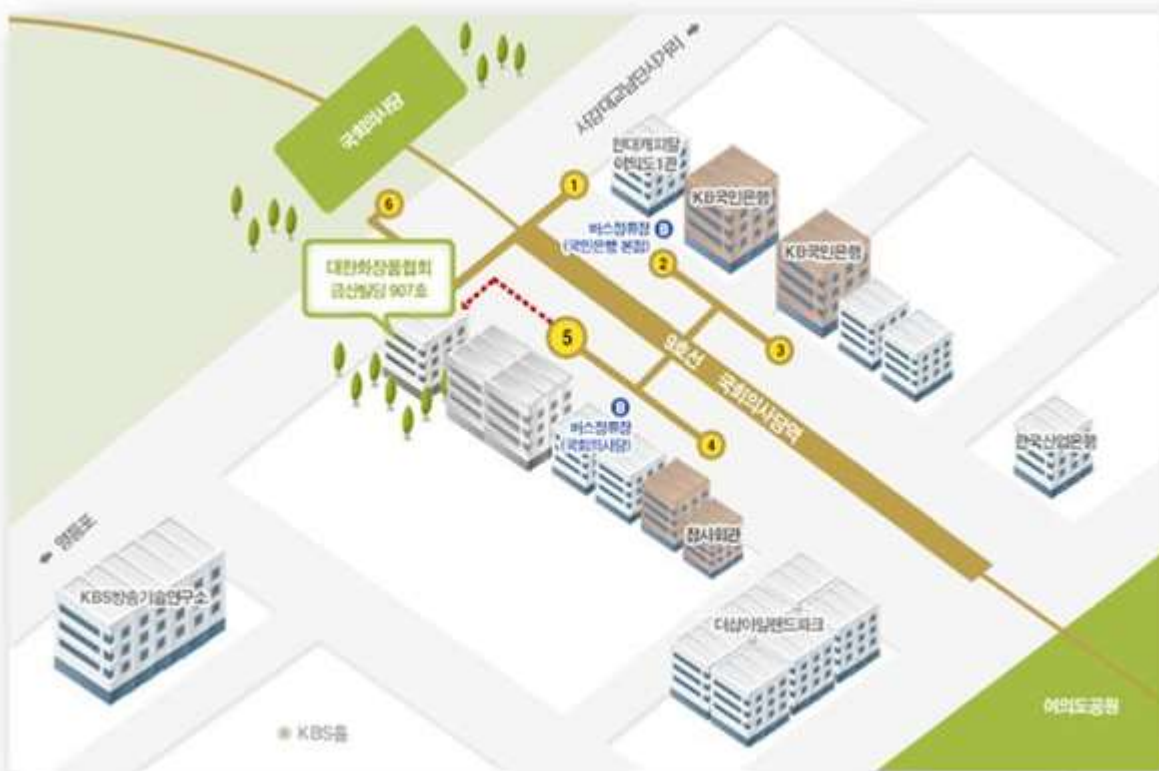 국회의사당
서강대교남단사거리
현대캐피탈
여의도1관
KB국민은행
KB국민은행
1
6
버스정류장 B
(국민은행 본점)
2
대한화장품협회
금산빌딩 907호
5
3
9호선 국회의사당역
B
버스정류장
(국회의사당)
4
한국산업은행
잠사회관
영등포
KBS방송기술연구소
더샵아일랜드파크
여의도공원
KBS홀